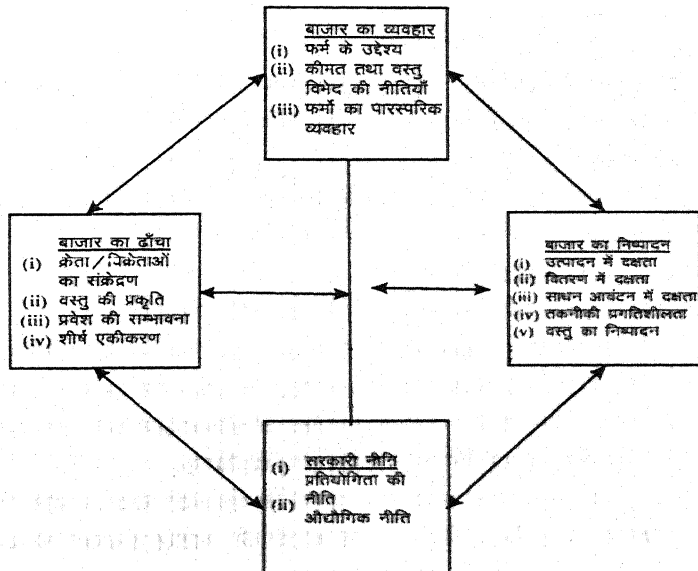 बाजार का व्यवहार
(i) फर्म के उद्देश्य
(ii) कीमत तथा वस्तु
विभेद की नीतियाँ
(iii) फर्मो का पारस्परिक
व्यवहार
बाजार का ढाँचा
(i) क्रेता/विक्रेताओं
का संक्रेद्रण
(ii) वस्तु की प्रकृति
(iii) प्रवेश की सम्भावना
(iv) शीर्ष एकीकरण
बाजार का निष्पादन
(i) उत्पादन में दक्षता
(ii) वितरण में दक्षता
(iii) साधन आवंटन में दक्षता
(iv) तकनीकी प्रगतिशीलता
(v) वस्तु का निष्पादन
सरकारी नीति
(i) प्रतियोगिता की
(ii) नीति
औद्योगिक नीति